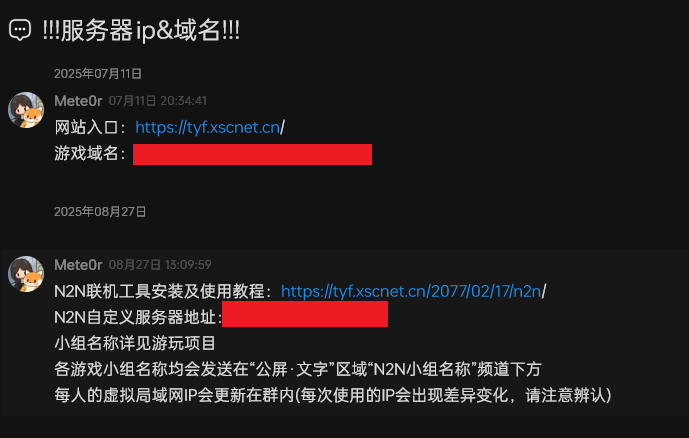 !!!服务器ip&域名!!!
2025年07月11日
Mete0r 07月11日 20:34:41
网站入口：https://tyf.xscnet.cn/
游戏域名：
2025年08月27日
Mete0r 08月27日 13:09:59
N2N联机工具安装及使用教程：https://tyf.xscnet.cn/2077/02/17/n2n/
N2N自定义服务器地址:
小组名称详见游玩项目
各游戏小组名称均会发送在“公屏·文字”区域“N2N小组名称”频道下方
每人的虚拟局域网IP会更新在群内(每次使用的IP会出现差异变化，请注意辨认)